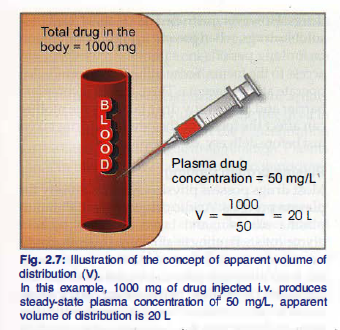 Total drug in the
body = 1000 mg
B
L
O
O
D
Plasma drug
concentration = 50 mg/L
V = 1000 / 50 = 20 L
Fig. 2.7: Illustration of the concept of apparent volume of
distribution (V).
In this example, 1000 mg of drug injected i.v. produces
steady-state plasma concentration of 50 mg/L, apparent
volume of distribution is 20 L